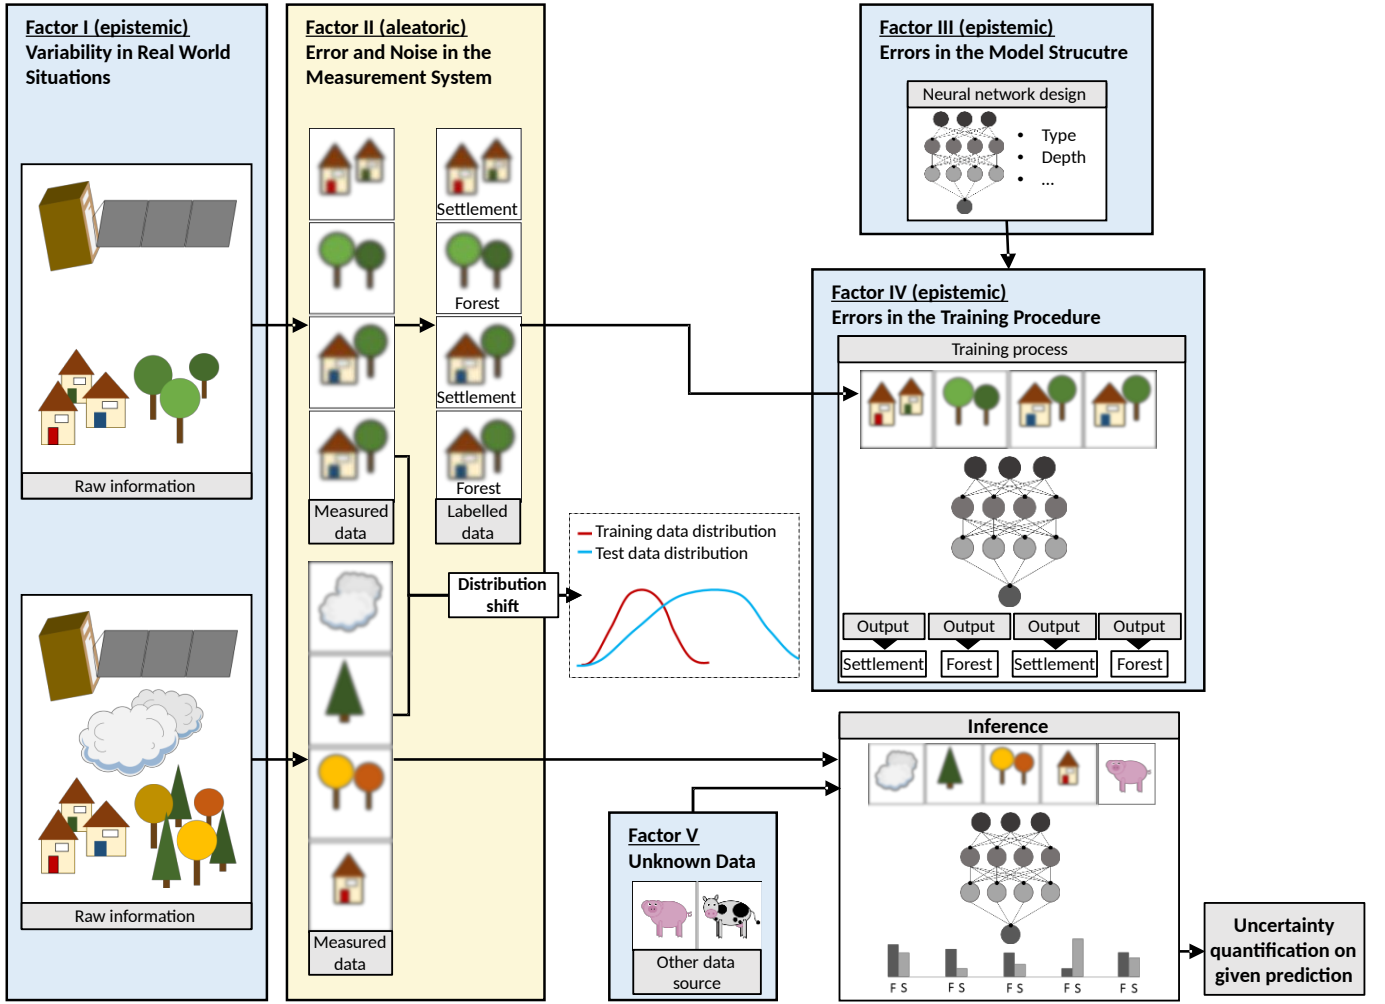 Factor I (epistemic)
Variability in Real World
Situations
Raw information
Raw information
Factor II (aleatoric)
Error and Noise in the
Measurement System
Settlement
Forest
Settlement
Forest
Measured
data
Labelled
data
Measured
data
Distribution
shift
Training data distribution
Test data distribution
Factor III (epistemic)
Errors in the Model Strucutre
Neural network design
• Type
• Depth
• ...
Factor IV (epistemic)
Errors in the Training Procedure
Training process
Output Output Output Output
Settlement Forest Settlement Forest
Factor V
Unknown Data
Other data
source
Inference
F S F S F S F S F S
Uncertainty
quantification on
given prediction